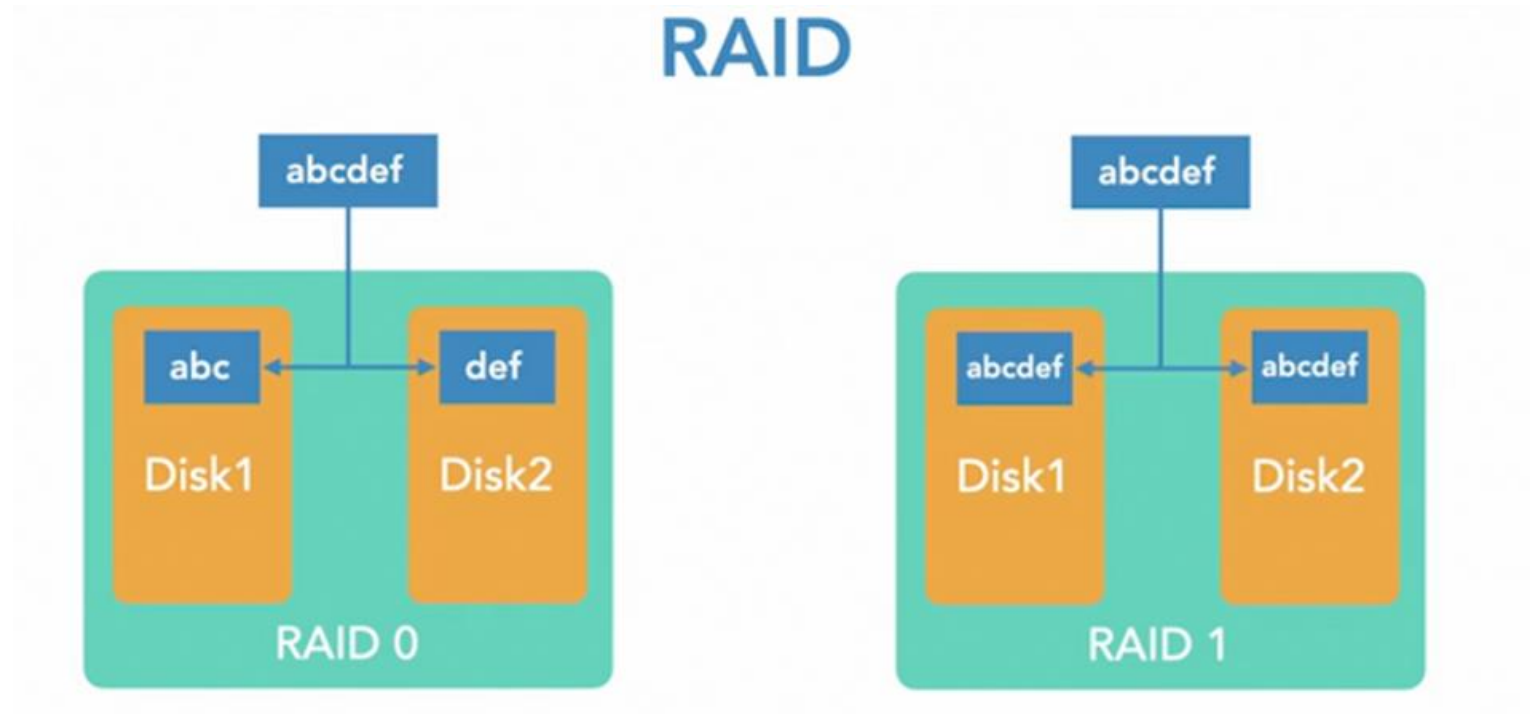 RAID
abcdef
abc
def
Disk1
Disk2
RAID 0
abcdef
abcdef
abcdef
Disk1
Disk2
RAID 1